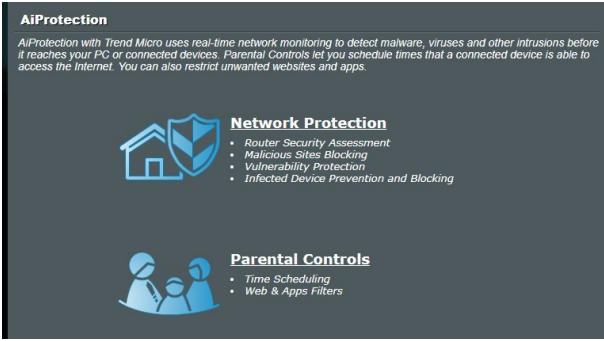 AiProtection
AiProtection with Trend Micro uses real-time network monitoring to detect malware, viruses and other intrusions before
it reaches your PC or connected devices. Parental Controls let you schedule times that a connected device is able to
access the Internet. You can also restrict unwanted websites and apps.
Network Protection
• Router Security Assessment
• Malicious Sites Blocking
• Vulnerability Protection
• Infected Device Prevention and Blocking
Parental Controls
• Time Scheduling
• Web & Apps Filters